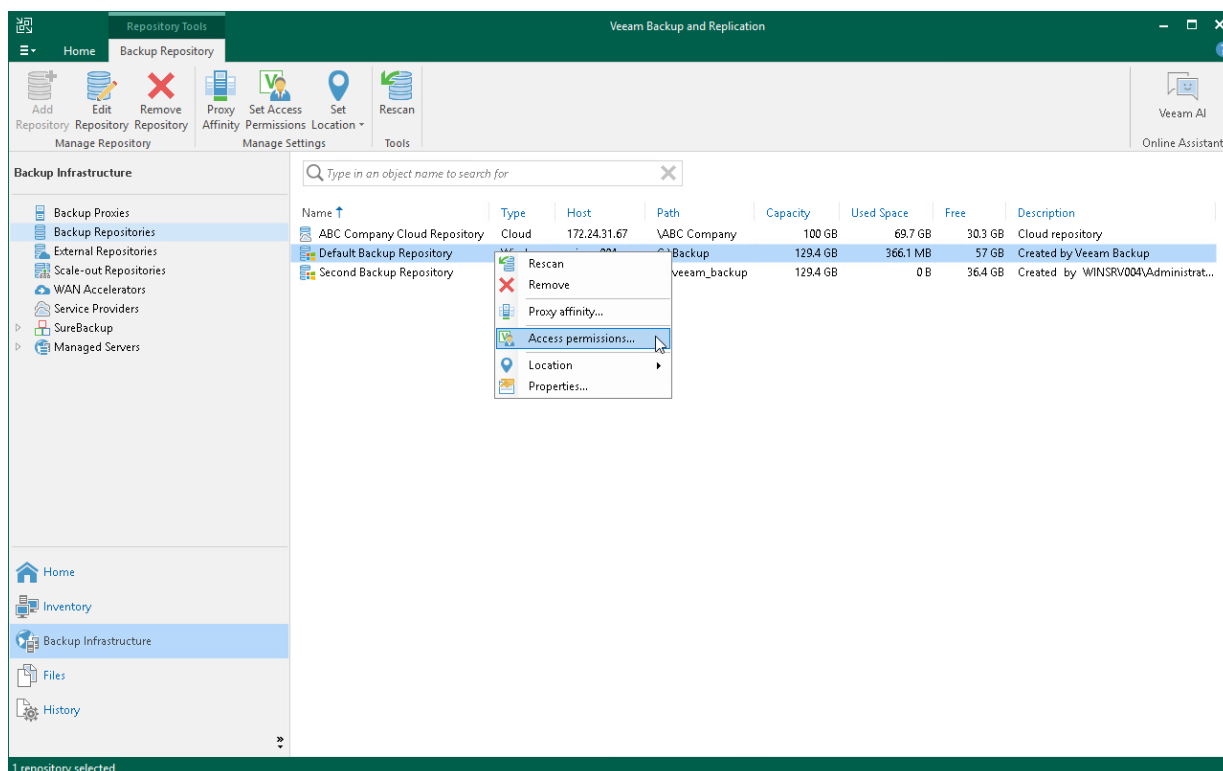 Repository Tools
Veeam Backup and Replication
Home
Backup Repository
Add Repository
Edit Repository
Remove Repository
Proxy Affinity
Set Access Permissions
Set Location
Rescan
Veeam AI
Manage Repository
Manage Settings
Tools
Online Assistant
Backup Infrastructure
Type in an object name to search for
Backup Proxies
Backup Repositories
External Repositories
Scale-out Repositories
WAN Accelerators
Service Providers
SureBackup
Managed Servers
Name Type Host Path Capacity Used Space Free Description
ABC Company Cloud Repository Cloud 172.24.31.67 \ABC Company 100 GB 69.7 GB 30.3 GB Cloud repository
Default Backup Repository Backup 129.4 GB 366.1 MB 57 GB Created by Veeam Backup
Second Backup Repository veeam_backup 129.4 GB 0 B 36.4 GB Created by WINSRV004\Administrat...
Rescan
Remove
Proxy affinity...
Access permissions...
Location
Properties...
Home
Inventory
Backup Infrastructure
Files
History
1 repository selected